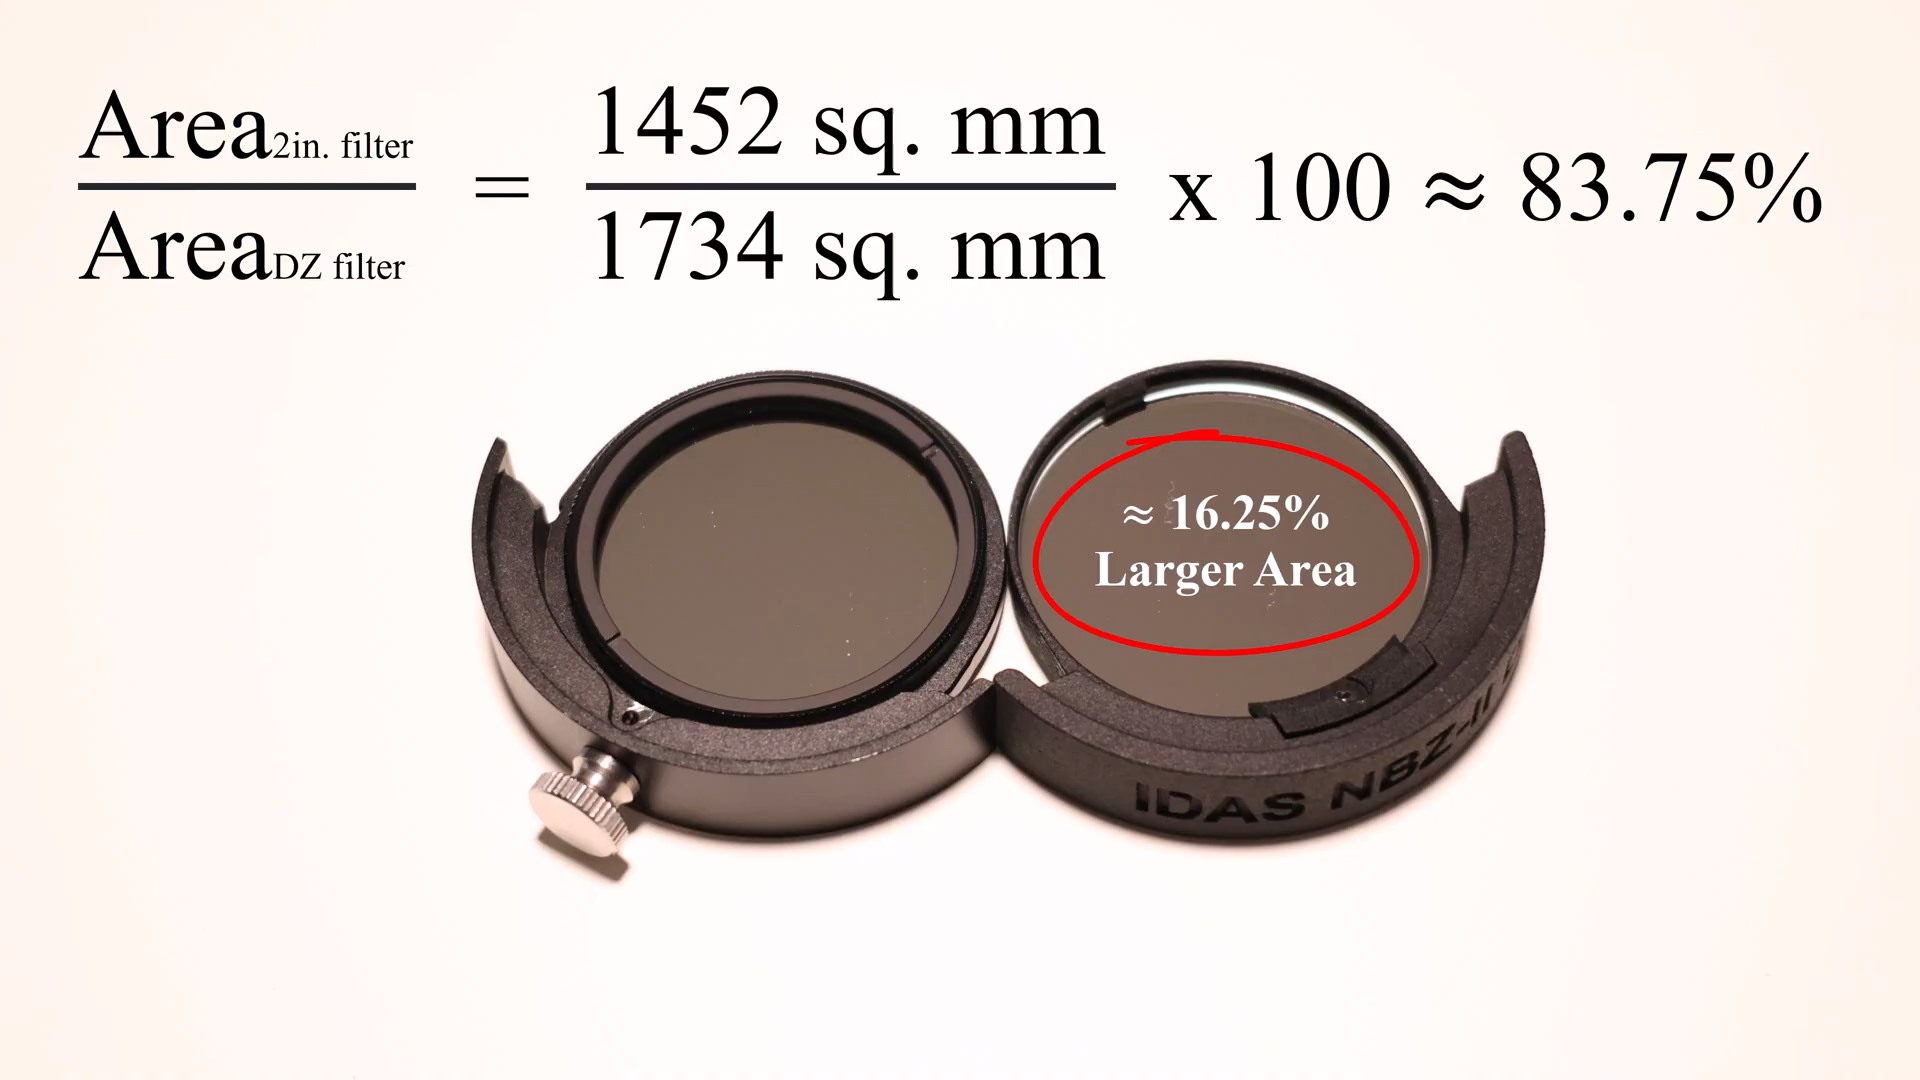 Area2in. filter
AreaDZ filter
=
1452 sq. mm
1734 sq. mm
x 100 ≈ 83.75%
≈ 16.25%
Larger Area
IDAS NBZ-II